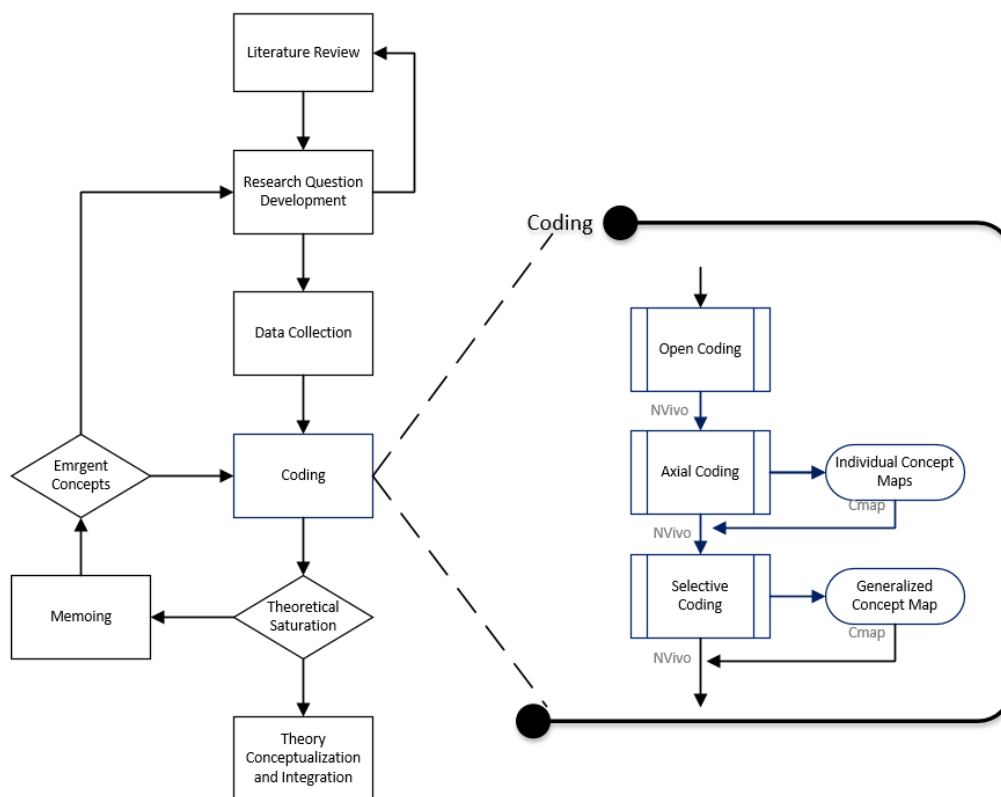 Literature Review
Research Question
Development
Data Collection
Emrgent
Concepts
Coding
Memoing
Theoretical
Saturation
Theory
Conceptualization
and Integration
Coding
Open Coding
NVivo
Axial Coding
Individual Concept
Maps
Cmap
NVivo
Selective
Coding
Generalized
Concept Map
Cmap
NVivo